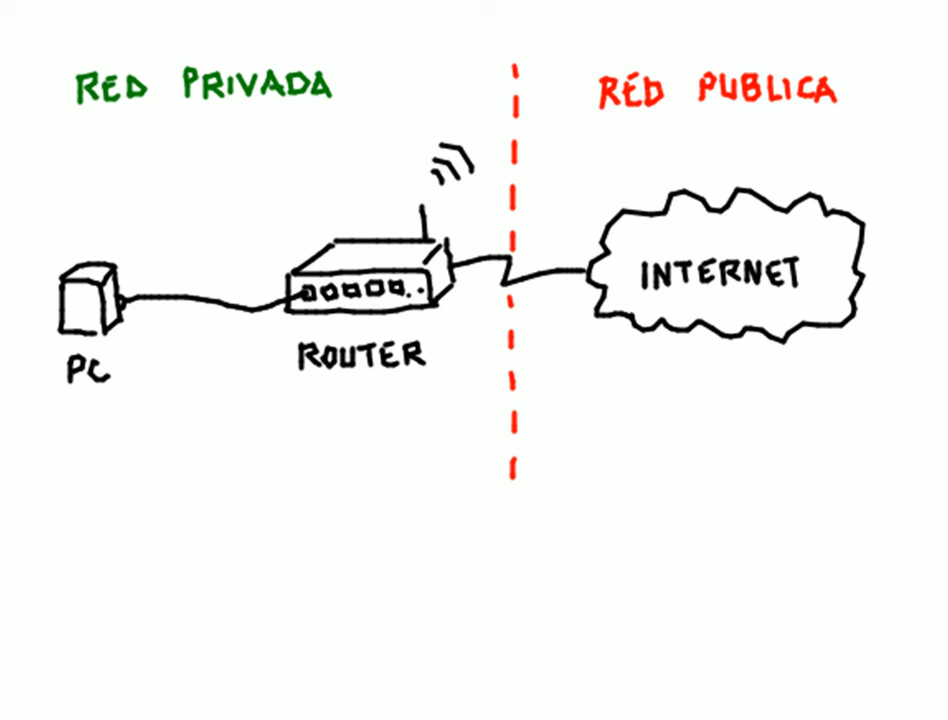 RED PRIVADA
RED PUBLICA
INTERNET
ROUTER
PC